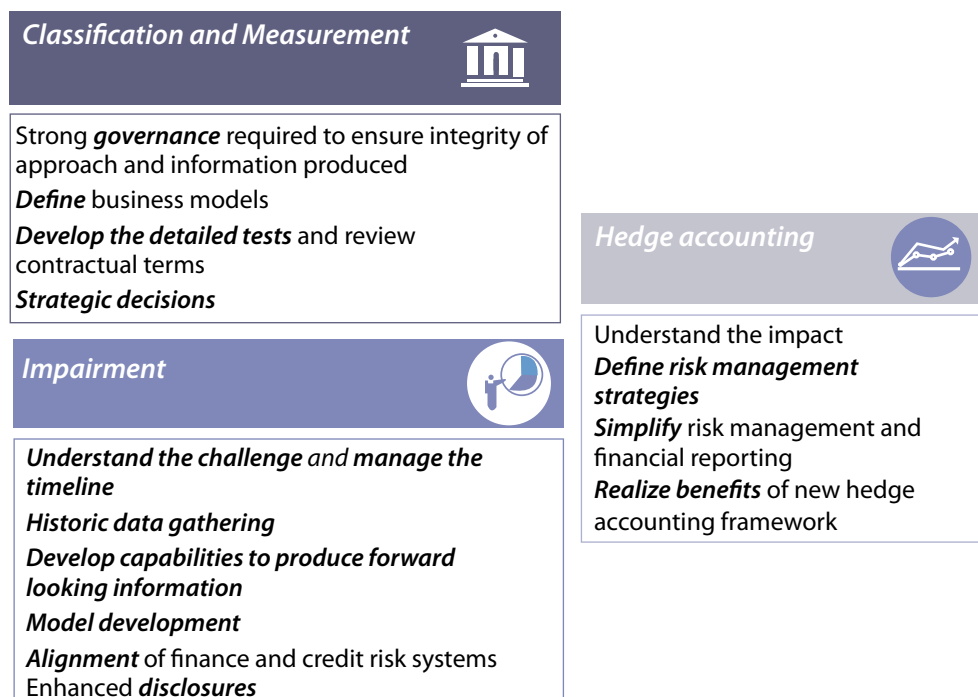 Classification and Measurement
Strong governance required to ensure integrity of
approach and information produced
Define business models
Develop the detailed tests and review
contractual terms
Strategic decisions
Impairment
Understand the challenge and manage the
timeline
Historic data gathering
Develop capabilities to produce forward
looking information
Model development
Alignment of finance and credit risk systems
Enhanced disclosures
Hedge accounting
Understand the impact
Define risk management
strategies
Simplify risk management and
financial reporting
Realize benefits of new hedge
accounting framework